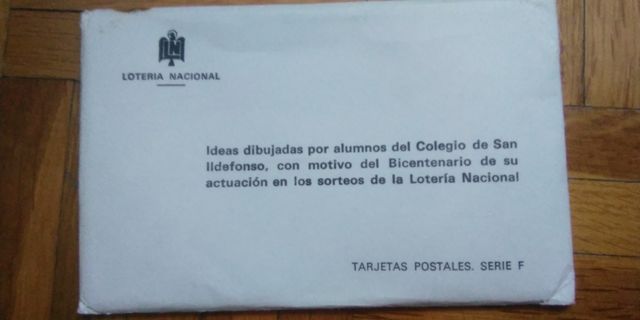 LOTERIA NACIONAL
Ideas dibujadas por alumnos del Colegio de San
Ildefonso, con motivo del Bicentenario de su
actuación en los sorteos de la Lotería Nacional
TARJETAS POSTALES. SERIE F